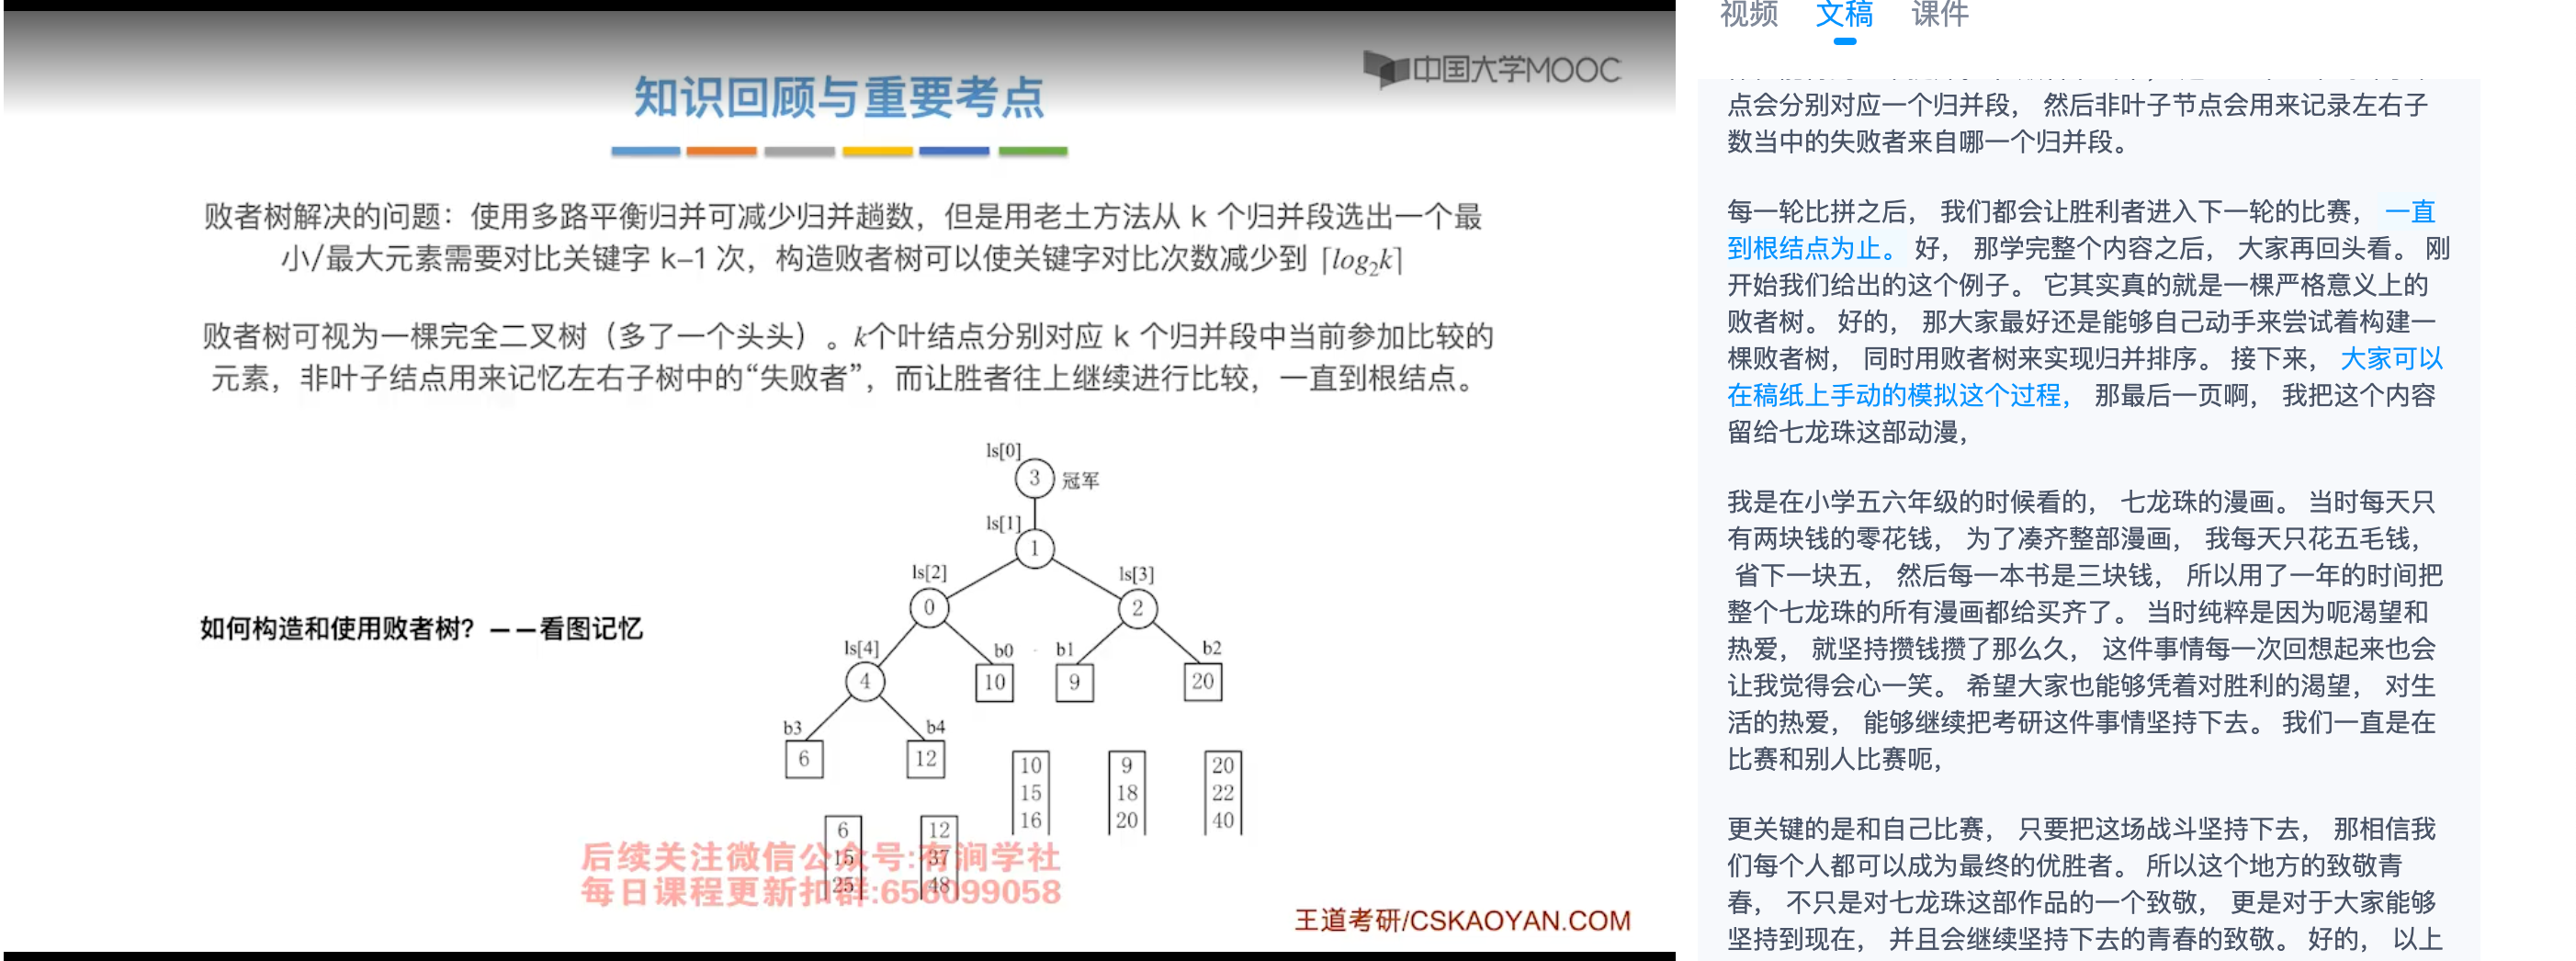 中国大学MOOC
知识回顾与重要考点
败者树解决的问题：使用多路平衡归并可减少归并趟数，但是用老土方法从 k 个归并段选出一个最
小/最大元素需要对比关键字 k–1 次，构造败者树可以使关键字对比次数减少到 ⌈log₂k⌉
败者树可视为一棵完全二叉树（多了一个头头）。k个叶结点分别对应 k 个归并段中当前参加比较的
元素，非叶子结点用来记忆左右子树中的“失败者”，而让胜者往上继续进行比较，一直到根结点。
如何构造和使用败者树？——看图记忆
ls[0]
3 冠军
ls[1]
1
ls[2] ls[3]
0 2
ls[4] b0 b1 b2
4 10 9 20
b3 b4
6 12
10 9 20
15 18 22
16 20 40
6 12
15 37
25 48
后续关注微信公众号:有润学社
每日课程更新扣群:658099058
王道考研/CSKAOYAN.COM
视频 文稿 课件
点会分别对应一个归并段， 然后非叶子节点会用来记录左右子
数当中的失败者来自哪一个归并段。
每一轮比拼之后， 我们都会让胜利者进入下一轮的比赛， 一直
到根结点为止。 好， 那学完整个内容之后， 大家再回头看。 刚
开始我们给出的这个例子。 它其实真的就是一棵严格意义上的
败者树。 好的， 那大家最好还是能够自己动手来尝试着构建一
棵败者树， 同时用败者树来实现归并排序。 接下来， 大家可以
在稿纸上手动的模拟这个过程， 那最后一页啊， 我把这个内容
留给七龙珠这部动漫，
我是在小学五六年级的时候看的， 七龙珠的漫画。 当时每天只
有两块钱的零花钱， 为了凑齐整部漫画， 我每天只花五毛钱，
省下一块五， 然后每一本书是三块钱， 所以用了一年的时间把
整个七龙珠的所有漫画都给买齐了。 当时纯粹是因为呃渴望和
热爱， 就坚持攒钱攒了那么久， 这件事情每一次回想起来也会
让我觉得会心一笑。 希望大家也能够凭着对胜利的渴望， 对生
活的热爱， 能够继续把考研这件事情坚持下去。 我们一直是在
比赛和别人比赛呃，
更关键的是和自己比赛， 只要把这场战斗坚持下去， 那相信我
们每个人都可以成为最终的优胜者。 所以这个地方的致敬青
春， 不只是对七龙珠这部作品的一个致敬， 更是对于大家能够
坚持到现在， 并且会继续坚持下去的青春的致敬。 好的， 以上